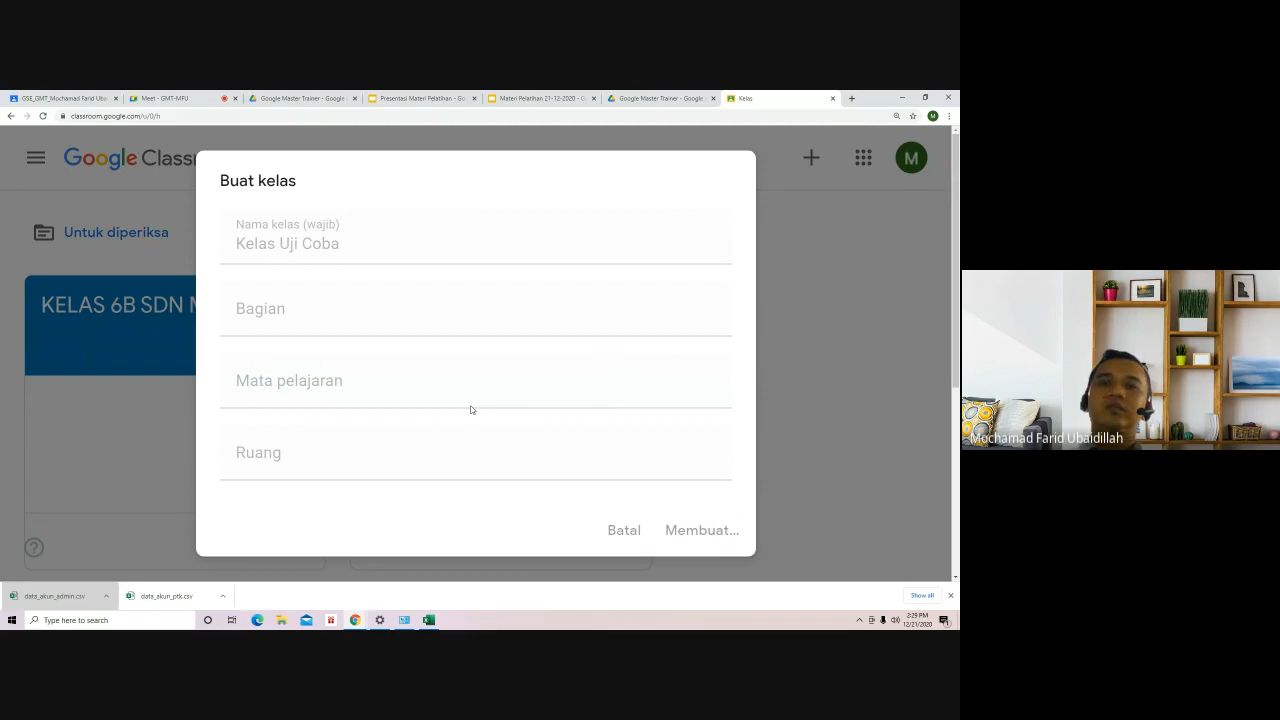 GSE_GMT_Mochamad Farid Uba
Meet - GMT-MFU
Google Master Trainer - Google
Presentasi Materi Pelatihan - Go
Materi Pelatihan 21-12-2020 - G
Google Master Trainer - Google
Kelas
classroom.google.com/u/0/h
M
Google Classr
M
Buat kelas
Nama kelas (wajib)
Kelas Uji Coba
Untuk diperiksa
KELAS 6B SDN M
Bagian
Mata pelajaran
Ruang
Batal
Membuat...
Mochamad Farid Ubaidillah
data_akun_admin.csv
data_akun_ptk.csv
Show all
Type here to search
2:29 PM
12/21/2020